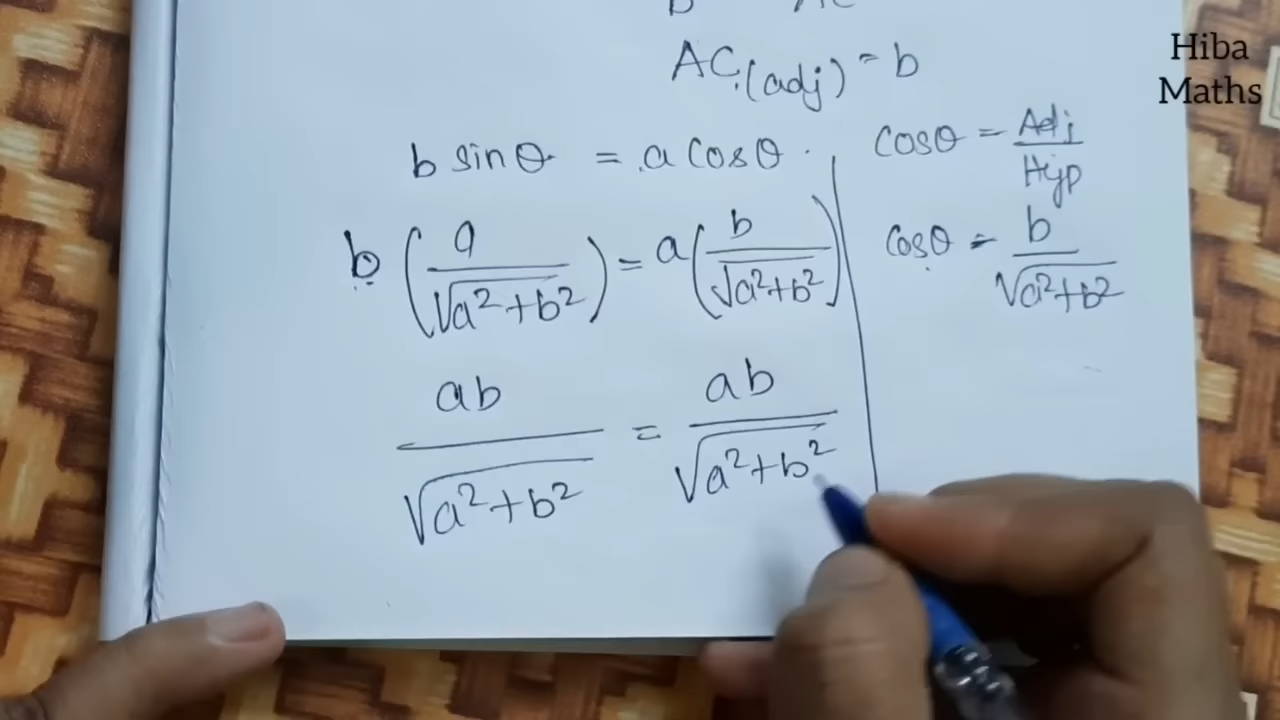 Hiba
Maths
AC(adj) = b
b sinθ = a cosθ
b (a/√a²+b²) = a (b/√a²+b²)
ab/√a²+b² = ab/√a²+b²
cosθ = Adj/Hyp
cosθ = b/√a²+b²